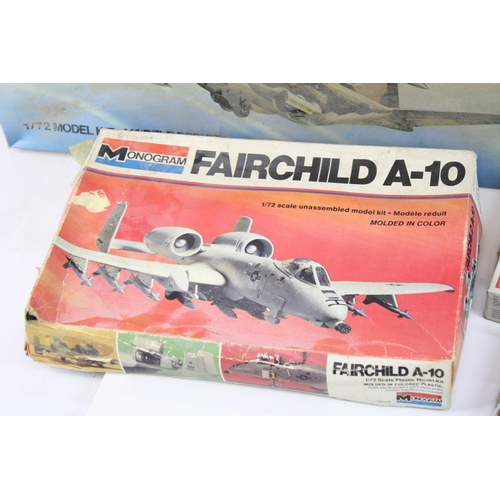 1/72 MODEL
MONOGRAM
FAIRCHILD A-10
1/72 scale unassembled model kit • Modèle réduit
MOLDED IN COLOR
FAIRCHILD A-10
1/72 Scale Plastic Model Kit
MOLDED IN COLORED PLASTIC
MONOGRAM